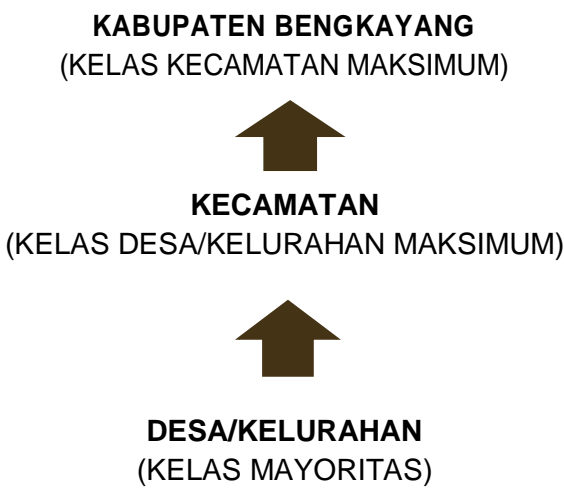 KABUPATEN BENGKAYANG
(KELAS KECAMATAN MAKSIMUM)
KECAMATAN
(KELAS DESA/KELURAHAN MAKSIMUM)
DESA/KELURAHAN
(KELAS MAYORITAS)